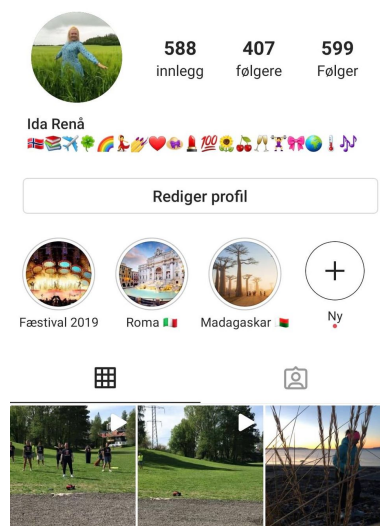 588 407 599
innlegg følgere Følger
Ida Renå
🇳🇴📚✈️🍀🌈💃💅❤️👒💄💯🌻🍒🥂🏋️‍♀️🎀🌍🌡️🎶
Rediger profil
Fæstival 2019 Roma 🇮🇹 Madagaskar 🇲🇬 Ny